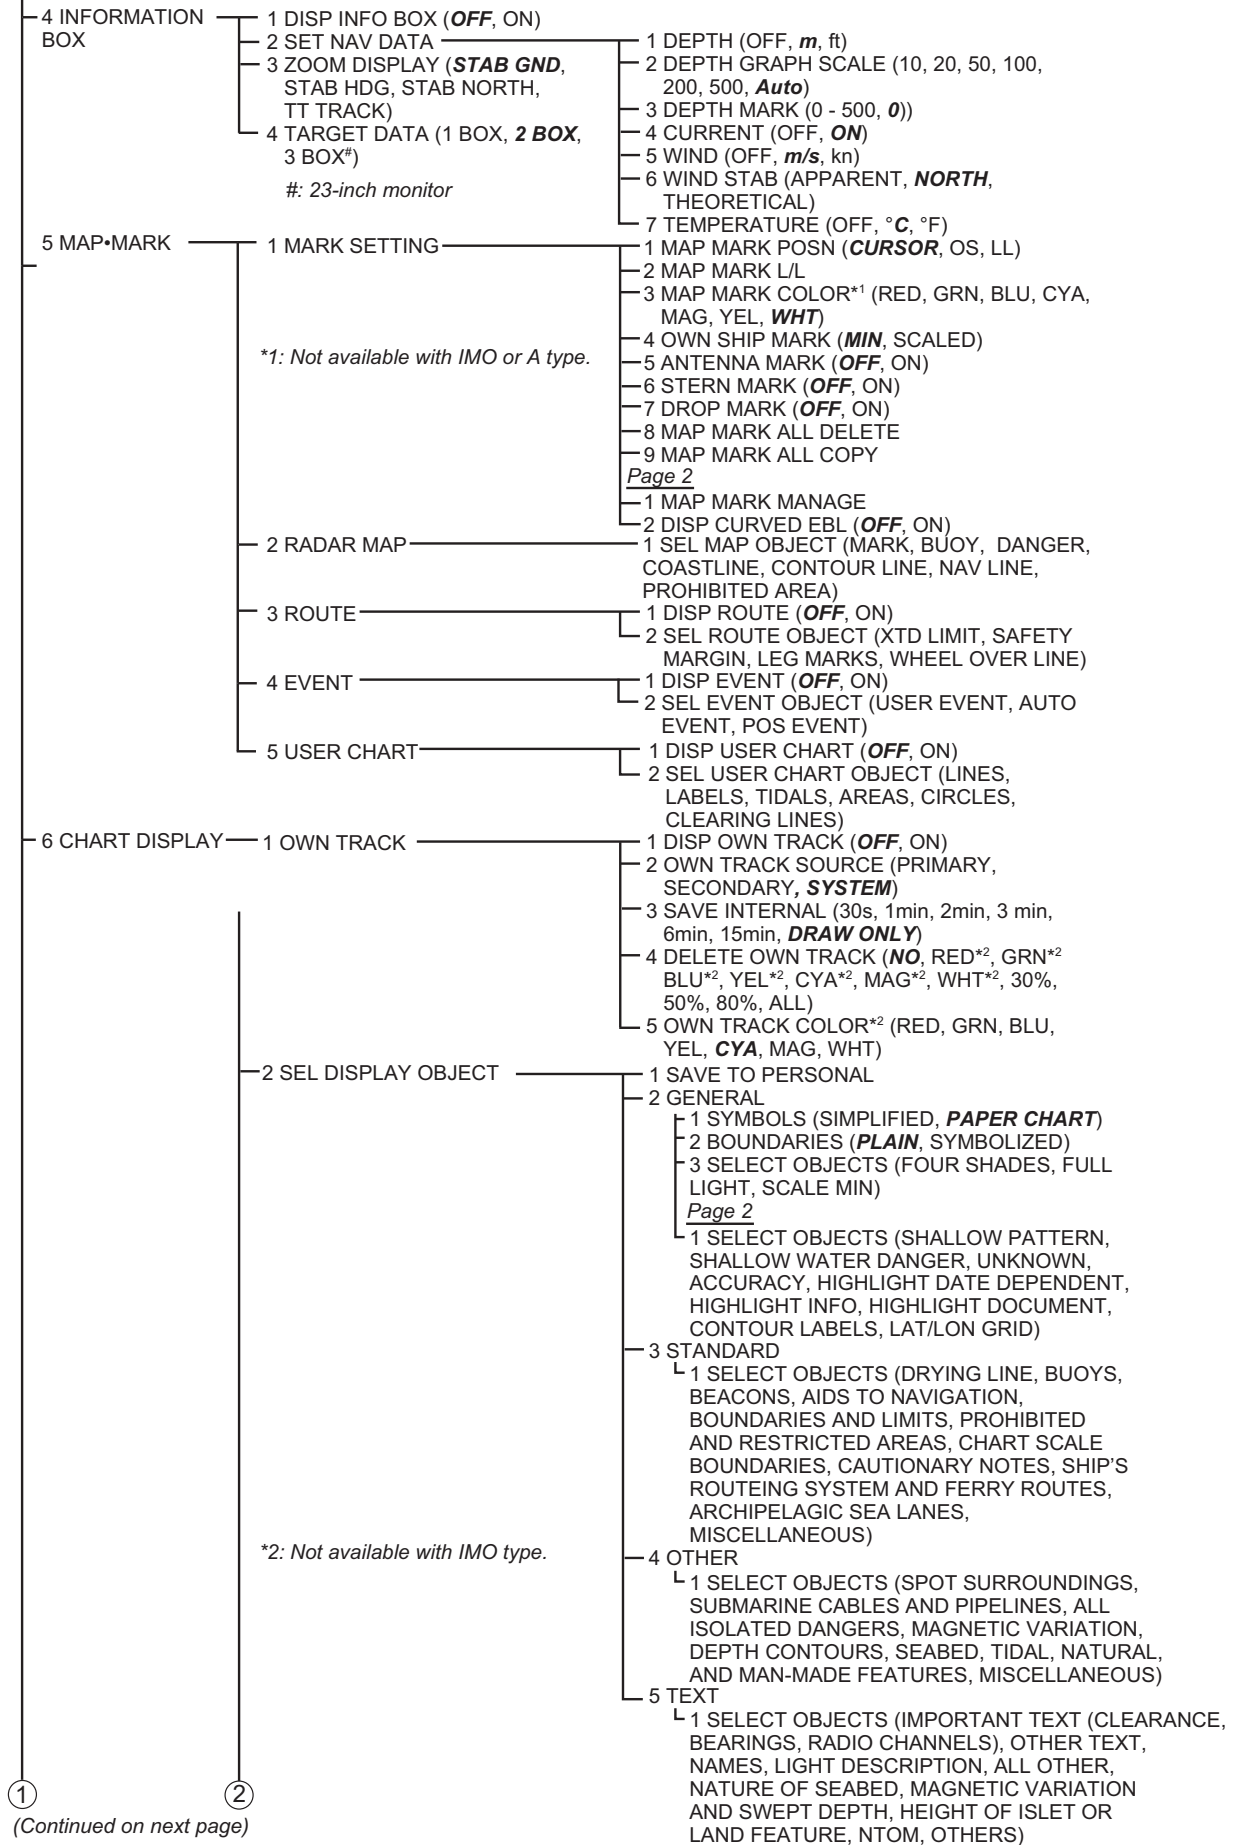 4 INFORMATION
BOX
1 DISP INFO BOX (OFF, ON)
2 SET NAV DATA
3 ZOOM DISPLAY (STAB GND,
STAB HDG, STAB NORTH,
TT TRACK)
4 TARGET DATA (1 BOX, 2 BOX,
3 BOX#)
#: 23-inch monitor
1 DEPTH (OFF, m, ft)
2 DEPTH GRAPH SCALE (10, 20, 50, 100,
200, 500, Auto)
3 DEPTH MARK (0 - 500, 0))
4 CURRENT (OFF, ON)
5 WIND (OFF, m/s, kn)
6 WIND STAB (APPARENT, NORTH,
THEORETICAL)
7 TEMPERATURE (OFF, °C, °F)
5 MAP•MARK
1 MARK SETTING
1 MAP MARK POSN (CURSOR, OS, LL)
2 MAP MARK L/L
3 MAP MARK COLOR*1 (RED, GRN, BLU, CYA,
MAG, YEL, WHT)
4 OWN SHIP MARK (MIN, SCALED)
*1: Not available with IMO or A type.
5 ANTENNA MARK (OFF, ON)
6 STERN MARK (OFF, ON)
7 DROP MARK (OFF, ON)
8 MAP MARK ALL DELETE
9 MAP MARK ALL COPY
Page 2
1 MAP MARK MANAGE
2 DISP CURVED EBL (OFF, ON)
2 RADAR MAP
1 SEL MAP OBJECT (MARK, BUOY, DANGER,
COASTLINE, CONTOUR LINE, NAV LINE,
PROHIBITED AREA)
3 ROUTE
1 DISP ROUTE (OFF, ON)
2 SEL ROUTE OBJECT (XTD LIMIT, SAFETY
MARGIN, LEG MARKS, WHEEL OVER LINE)
4 EVENT
1 DISP EVENT (OFF, ON)
2 SEL EVENT OBJECT (USER EVENT, AUTO
EVENT, POS EVENT)
5 USER CHART
1 DISP USER CHART (OFF, ON)
2 SEL USER CHART OBJECT (LINES,
LABELS, TIDALS, AREAS, CIRCLES,
CLEARING LINES)
6 CHART DISPLAY
1 OWN TRACK
1 DISP OWN TRACK (OFF, ON)
2 OWN TRACK SOURCE (PRIMARY,
SECONDARY, SYSTEM)
3 SAVE INTERNAL (30s, 1min, 2min, 3 min,
6min, 15min, DRAW ONLY)
4 DELETE OWN TRACK (NO, RED*2, GRN*2
BLU*2, YEL*2, CYA*2, MAG*2, WHT*2, 30%,
50%, 80%, ALL)
5 OWN TRACK COLOR*2 (RED, GRN, BLU,
YEL, CYA, MAG, WHT)
2 SEL DISPLAY OBJECT
1 SAVE TO PERSONAL
2 GENERAL
1 SYMBOLS (SIMPLIFIED, PAPER CHART)
2 BOUNDARIES (PLAIN, SYMBOLIZED)
3 SELECT OBJECTS (FOUR SHADES, FULL
LIGHT, SCALE MIN)
Page 2
1 SELECT OBJECTS (SHALLOW PATTERN,
SHALLOW WATER DANGER, UNKNOWN,
ACCURACY, HIGHLIGHT DATE DEPENDENT,
HIGHLIGHT INFO, HIGHLIGHT DOCUMENT,
CONTOUR LABELS, LAT/LON GRID)
3 STANDARD
1 SELECT OBJECTS (DRYING LINE, BUOYS,
BEACONS, AIDS TO NAVIGATION,
BOUNDARIES AND LIMITS, PROHIBITED
AND RESTRICTED AREAS, CHART SCALE
BOUNDARIES, CAUTIONARY NOTES, SHIP'S
ROUTEING SYSTEM AND FERRY ROUTES,
ARCHIPELAGIC SEA LANES,
MISCELLANEOUS)
*2: Not available with IMO type.
4 OTHER
1 SELECT OBJECTS (SPOT SURROUNDINGS,
SUBMARINE CABLES AND PIPELINES, ALL
ISOLATED DANGERS, MAGNETIC VARIATION,
DEPTH CONTOURS, SEABED, TIDAL, NATURAL,
AND MAN-MADE FEATURES, MISCELLANEOUS)
5 TEXT
1 SELECT OBJECTS (IMPORTANT TEXT (CLEARANCE,
BEARINGS, RADIO CHANNELS), OTHER TEXT,
NAMES, LIGHT DESCRIPTION, ALL OTHER,
NATURE OF SEABED, MAGNETIC VARIATION
AND SWEPT DEPTH, HEIGHT OF ISLET OR
LAND FEATURE, NTOM, OTHERS)
1
2
(Continued on next page)